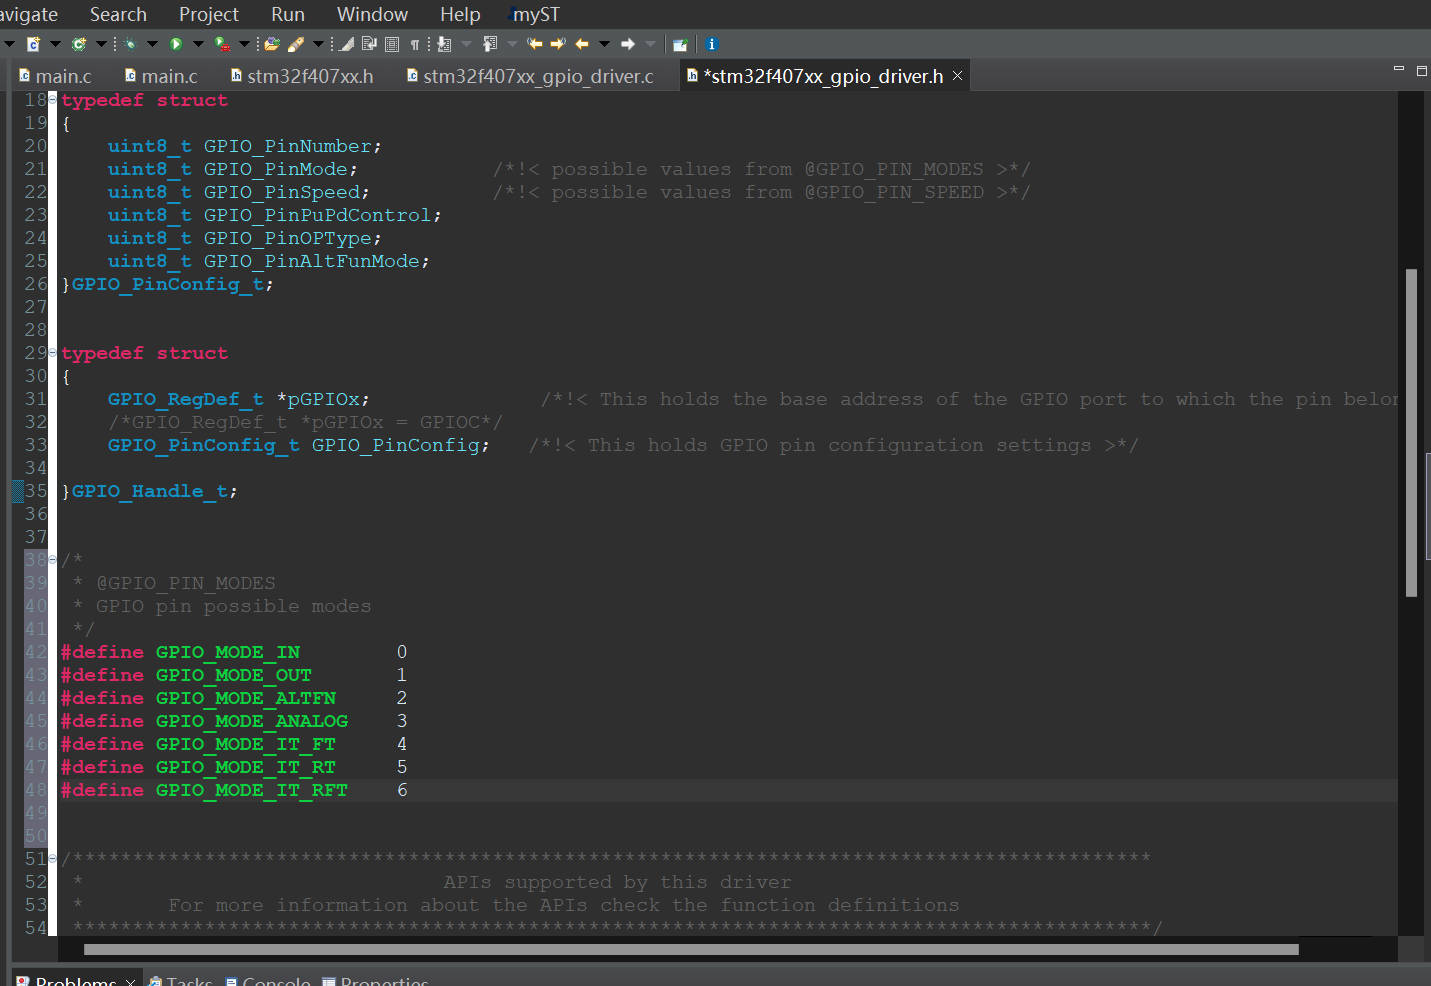 avigate Search Project Run Window Help myST
main.c main.c stm32f407xx.h stm32f407xx_gpio_driver.c *stm32f407xx_gpio_driver.h
18 typedef struct
19 {
20 uint8_t GPIO_PinNumber;
21 uint8_t GPIO_PinMode; /*!< possible values from @GPIO_PIN_MODES >*/
22 uint8_t GPIO_PinSpeed; /*!< possible values from @GPIO_PIN_SPEED >*/
23 uint8_t GPIO_PinPuPdControl;
24 uint8_t GPIO_PinOPType;
25 uint8_t GPIO_PinAltFunMode;
26 }GPIO_PinConfig_t;
27
28
29 typedef struct
30 {
31 GPIO_RegDef_t *pGPIOx; /*!< This holds the base address of the GPIO port to which the pin belon
32 /*GPIO_RegDef_t *pGPIOx = GPIOC*/
33 GPIO_PinConfig_t GPIO_PinConfig; /*!< This holds GPIO pin configuration settings >*/
34
35 }GPIO_Handle_t;
36
37
38 /*
39 * @GPIO_PIN_MODES
40 * GPIO pin possible modes
41 */
42 #define GPIO_MODE_IN 0
43 #define GPIO_MODE_OUT 1
44 #define GPIO_MODE_ALTFN 2
45 #define GPIO_MODE_ANALOG 3
46 #define GPIO_MODE_IT_FT 4
47 #define GPIO_MODE_IT_RT 5
48 #define GPIO_MODE_IT_RFT 6
49
50
51 /******************************************************************************************
52 * APIs supported by this driver
53 * For more information about the APIs check the function definitions
54 ******************************************************************************************/
Problems Tasks Console Properties